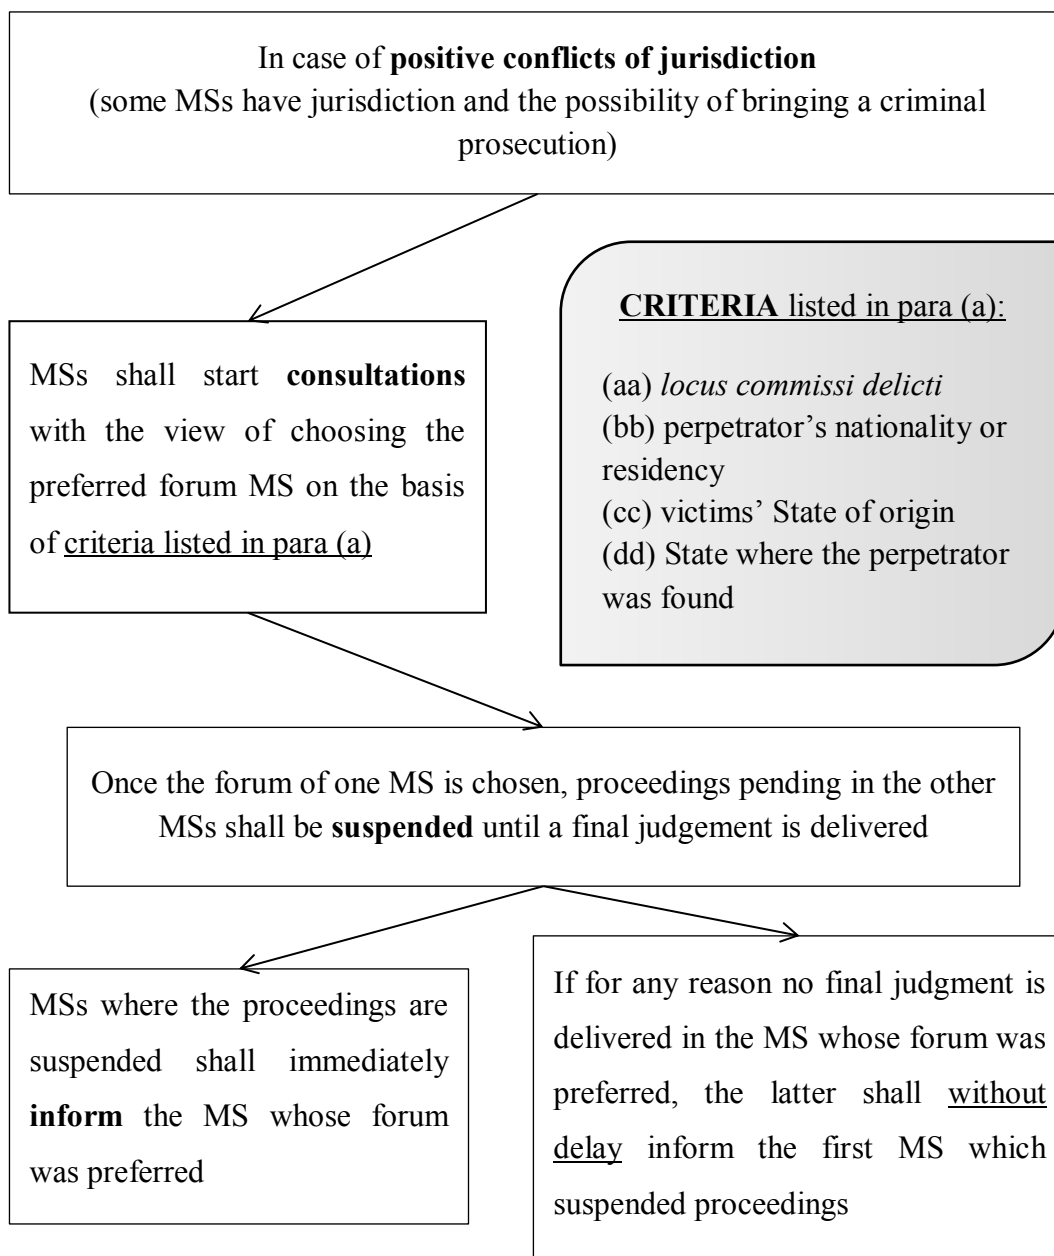 In case of positive conflicts of jurisdiction
(some MSs have jurisdiction and the possibility of bringing a criminal
prosecution)
MSs shall start consultations
with the view of choosing the
preferred forum MS on the basis
of criteria listed in para (a)
CRITERIA listed in para (a):
(aa) locus commissi delicti
(bb) perpetrator’s nationality or
residency
(cc) victims’ State of origin
(dd) State where the perpetrator
was found
Once the forum of one MS is chosen, proceedings pending in the other
MSs shall be suspended until a final judgement is delivered
MSs where the proceedings are
suspended shall immediately
inform the MS whose forum
was preferred
If for any reason no final judgment is
delivered in the MS whose forum was
preferred, the latter shall without
delay inform the first MS which
suspended proceedings